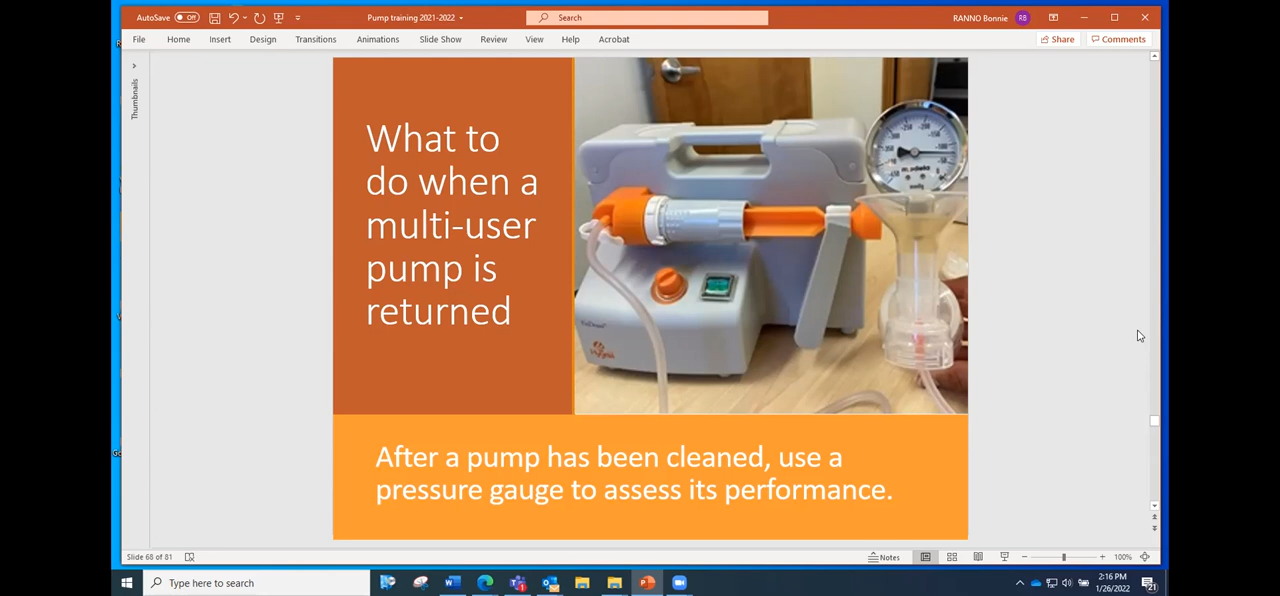 AutoSave Off
Pump training 2021-2022
Search
RANNO Bonnie RB
File Home Insert Design Transitions Animations Slide Show Review View Help Acrobat
Share Comments
Thumbnails
What to
do when a
multi-user
pump is
returned
After a pump has been cleaned, use a
pressure gauge to assess its performance.
Slide 68 of 81
Notes
100%
Type here to search
2:16 PM
1/26/2022
21